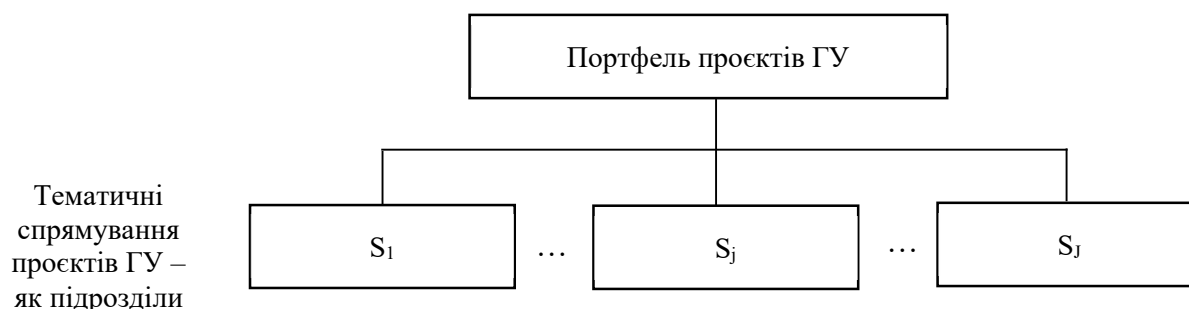 Портфель проєктів ГУ
Тематичні
спрямування
проєктів ГУ –
як підрозділи
S1 … Sj … SJ